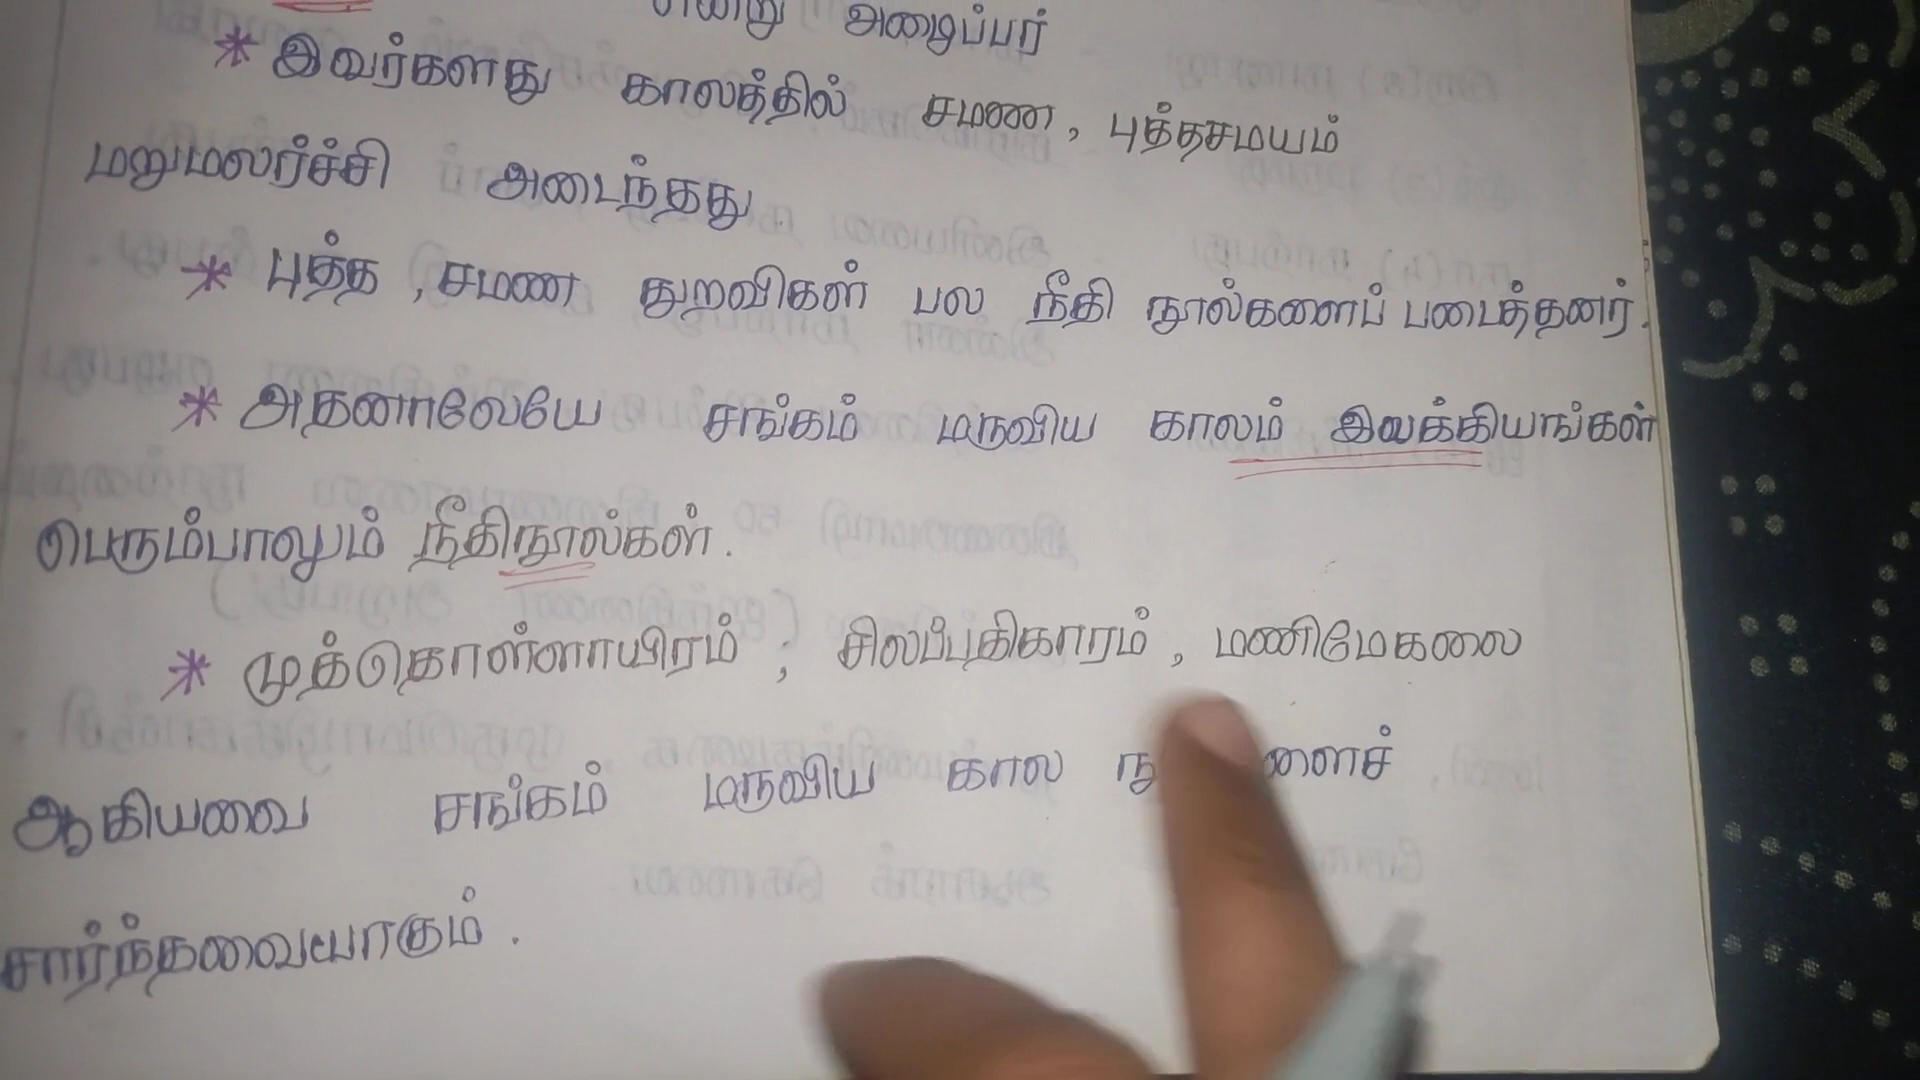 என்று அழைப்பர்
* இவர்களது காலத்தில் சமண, புத்தசமயம்
மறுமலர்ச்சி அடைந்தது
* புத்த, சமண துறவிகள் பல நீதி நூல்களைப் படைத்தனர்.
* அதனாலேயே சங்கம் மருவிய காலம் இலக்கியங்கள்
பெரும்பாலும் நீதிநூல்கள்.
* முத்தொள்ளாயிரம், சிலப்பதிகாரம், மணிமேகலை
ஆகியவை சங்கம் மருவிய கால
சார்ந்தவையாகும்.